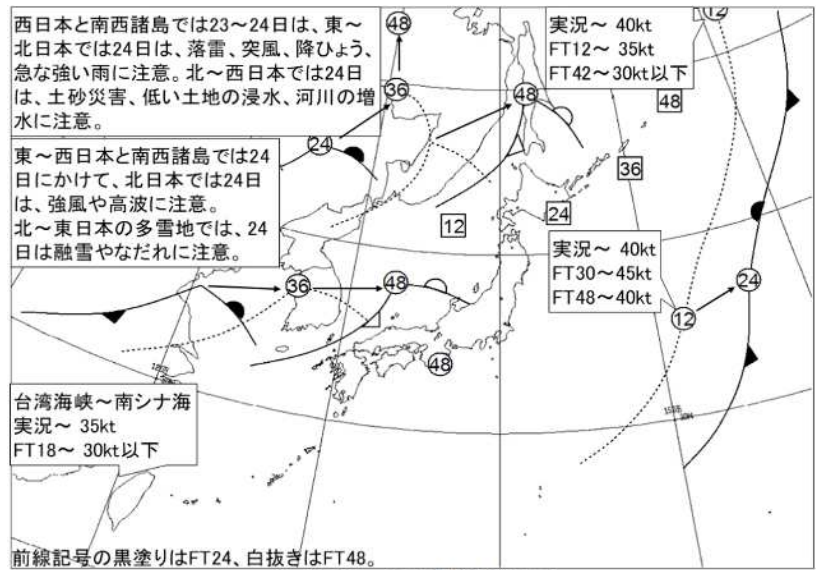 西日本と南西諸島では23～24日は、東～
北日本では24日は、落雷、突風、降ひょう、
急な強い雨に注意。北～西日本では24日
は、土砂災害、低い土地の浸水、河川の増
水に注意。
東～西日本と南西諸島では24
日にかけて、北日本では24日
は、強風や高波に注意。
北～東日本の多雪地では、24
日は融雪やなだれに注意。
48
36
24
48
12
実況～ 40kt
FT12～ 35kt
FT42～30kt以下
48
36
24
12
実況～ 40kt
FT30～45kt
FT48～40kt
24
12
36
48
48
台湾海峡～南シナ海
実況～ 35kt
FT18～ 30kt以下
前線記号の黒塗りはFT24、白抜きはFT48。